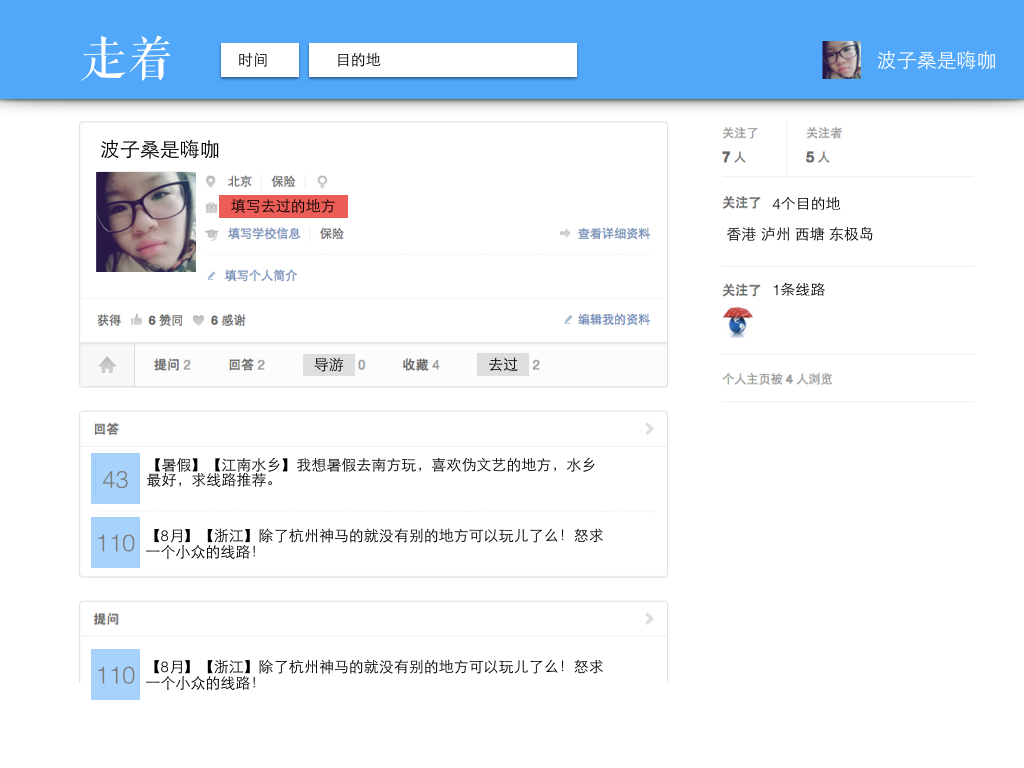 走着
时间
目的地
波子桑是嗨咖
波子桑是嗨咖
北京 保险
填写去过的地方
填写学校信息 保险
查看详细资料
填写个人简介
获得 6 赞同 6 感谢
编辑我的资料
提问 2 回答 2 导游 0 收藏 4 去过 2
回答
43
【暑假】【江南水乡】我想暑假去南方玩，喜欢伪文艺的地方，水乡
最好，求线路推荐。
110
【8月】【浙江】除了杭州神马的就没有别的地方可以玩儿了么！怒求
一个小众的线路！
提问
110
【8月】【浙江】除了杭州神马的就没有别的地方可以玩儿了么！怒求
一个小众的线路！
关注了 关注者
7 人 5 人
关注了 4个目的地
香港 泸州 西塘 东极岛
关注了 1条线路
个人主页被 4 人浏览